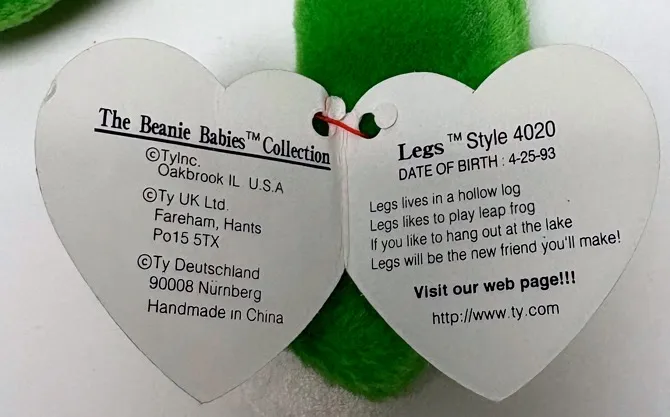 The Beanie Babies™ Collection
©TyInc.
Oakbrook IL U.S.A
©Ty UK Ltd.
Fareham, Hants
Po15 5TX
©Ty Deutschland
90008 Nürnberg
Handmade in China
Legs™ Style 4020
DATE OF BIRTH : 4-25-93
Legs lives in a hollow log
Legs likes to play leap frog
If you like to hang out at the lake
Legs will be the new friend you'll make!
Visit our web page!!!
http://www.ty.com